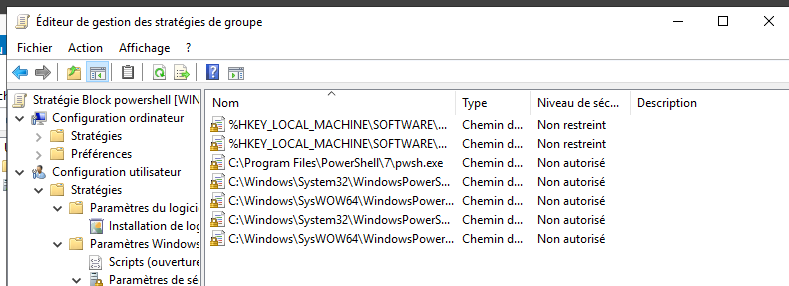 Éditeur de gestion des stratégies de groupe
Fichier Action Affichage ?
Stratégie Block powershell [WIN
Configuration ordinateur
Stratégies
Préférences
Configuration utilisateur
Stratégies
Paramètres du logici
Installation de log
Paramètres Windows
Scripts (ouverture
Paramètres de sé
Nom Type Niveau de séc... Description
%HKEY_LOCAL_MACHINE\SOFTWARE\... Chemin d... Non restreint
%HKEY_LOCAL_MACHINE\SOFTWARE\... Chemin d... Non restreint
C:\Program Files\PowerShell\7\pwsh.exe Chemin d... Non autorisé
C:\Windows\System32\WindowsPowerS... Chemin d... Non autorisé
C:\Windows\SysWOW64\WindowsPower... Chemin d... Non autorisé
C:\Windows\System32\WindowsPowerS... Chemin d... Non autorisé
C:\Windows\SysWOW64\WindowsPower... Chemin d... Non autorisé